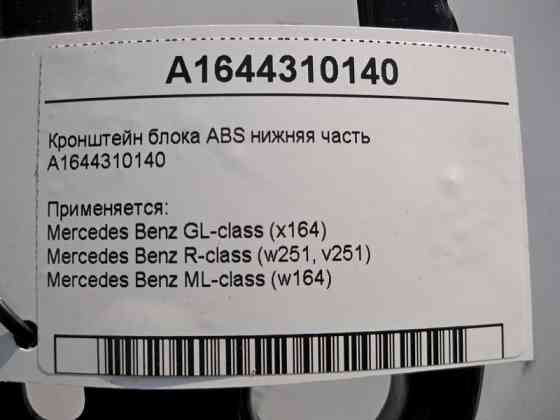 A1644310140
Кронштейн блока ABS нижняя часть
A1644310140
Применяется:
Mercedes Benz GL-class (x164)
Mercedes Benz R-class (w251, v251)
Mercedes Benz ML-class (w164)